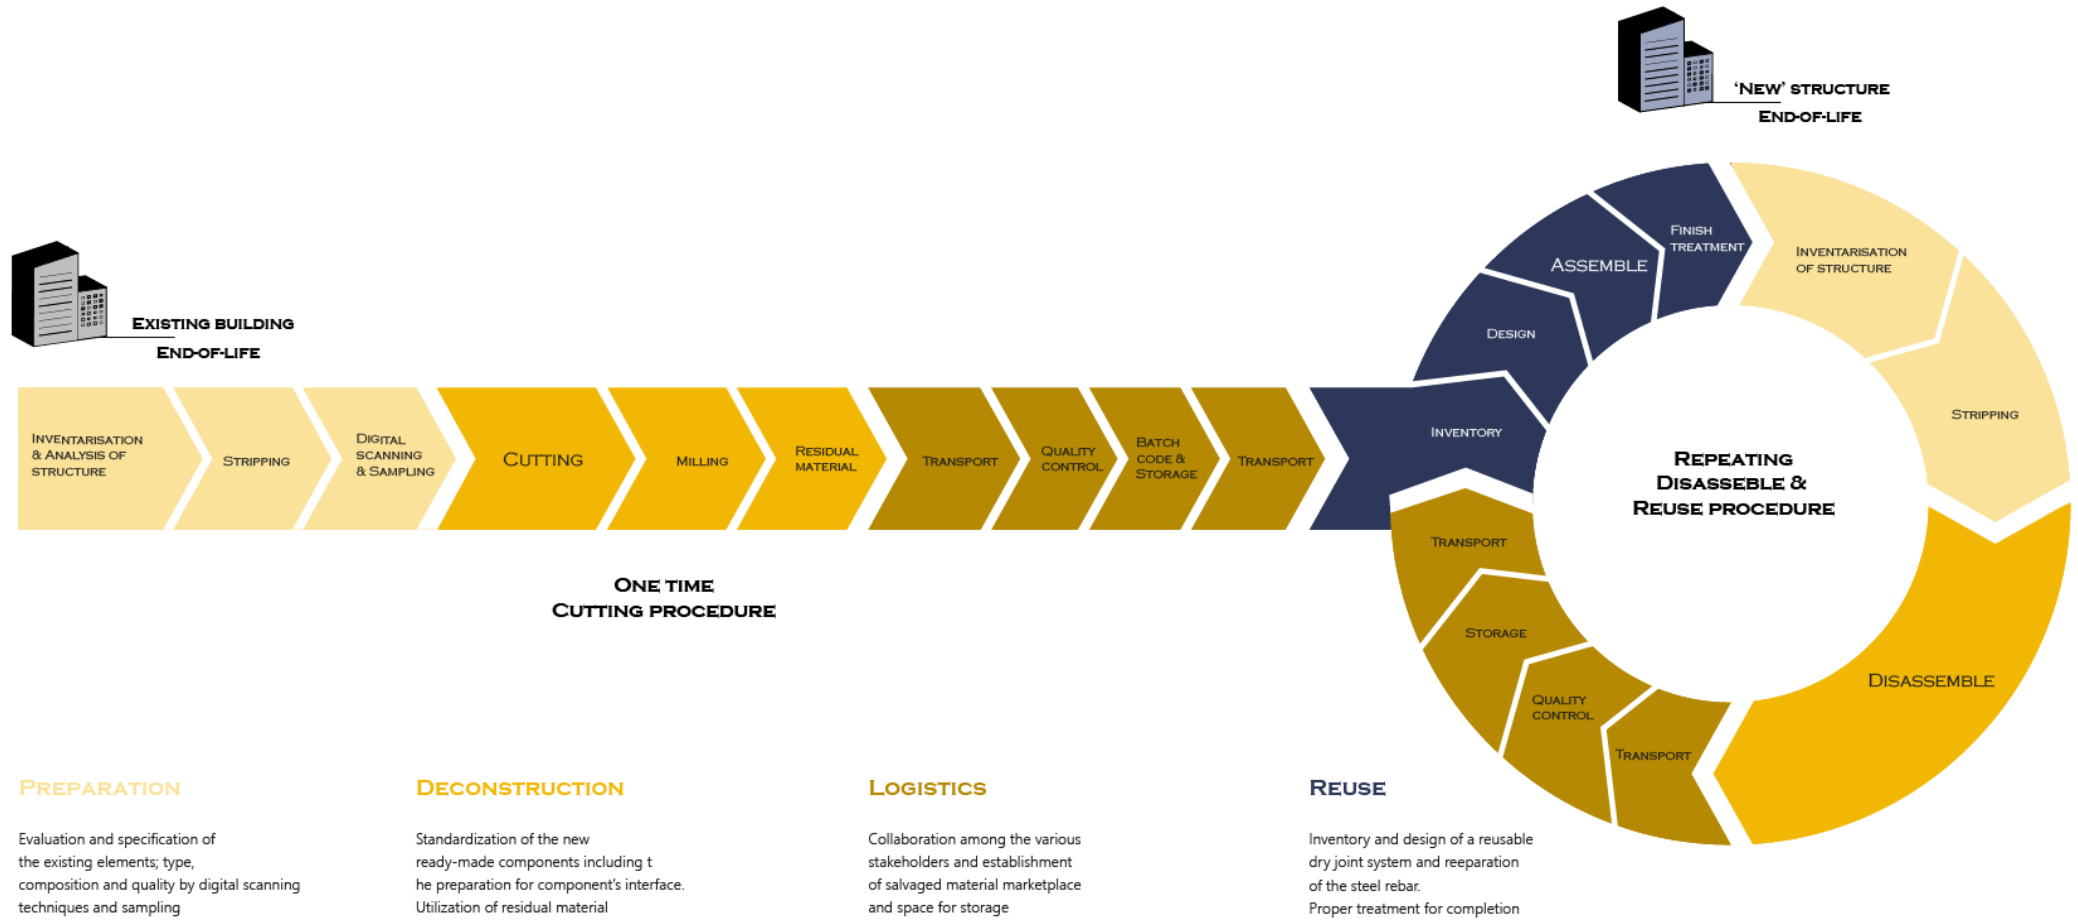 ‘New’ structure
End-of-life
Existing building
End-of-life
Inventarisation
& Analysis of
structure
Stripping
Digital
scanning
& Sampling
Cutting
Milling
Residual
material
Transport
Quality
control
Batch
code &
Storage
Transport
Inventory
Design
Assemble
Finish
treatment
Inventarisation
of structure
Stripping
Disassemble
Transport
Quality
control
Storage
Transport
Repeating
Disasseble &
Reuse procedure
One time
Cutting procedure
Preparation
Evaluation and specification of
the existing elements; type,
composition and quality by digital scanning
techniques and sampling
Deconstruction
Standardization of the new
ready-made components including t
he preparation for component's interface.
Utilization of residual material
Logistics
Collaboration among the various
stakeholders and establishment
of salvaged material marketplace
and space for storage
Reuse
Inventory and design of a reusable
dry joint system and reeparation
of the steel rebar.
Proper treatment for completion